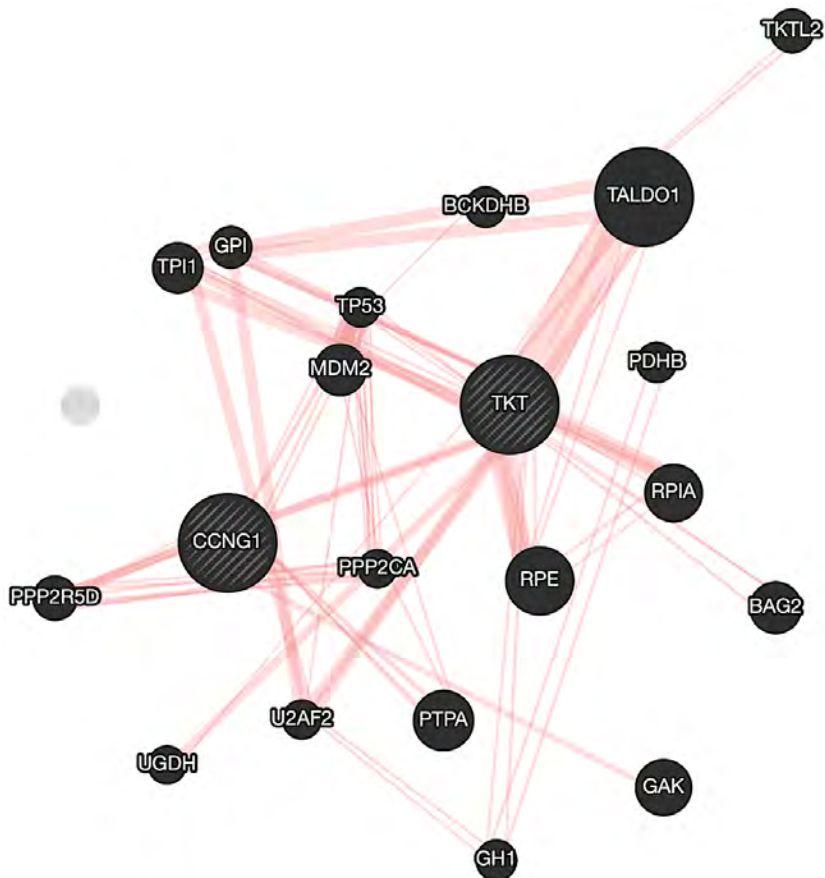 TKTL2
TALDO1
BCKDHB
GPI
TPI1
TP53
PDHB
MDM2
TKT
RPIA
CCNG1
PPP2CA
RPE
PPP2R5D
BAG2
U2AF2
PTPA
UGDH
GAK
GH1